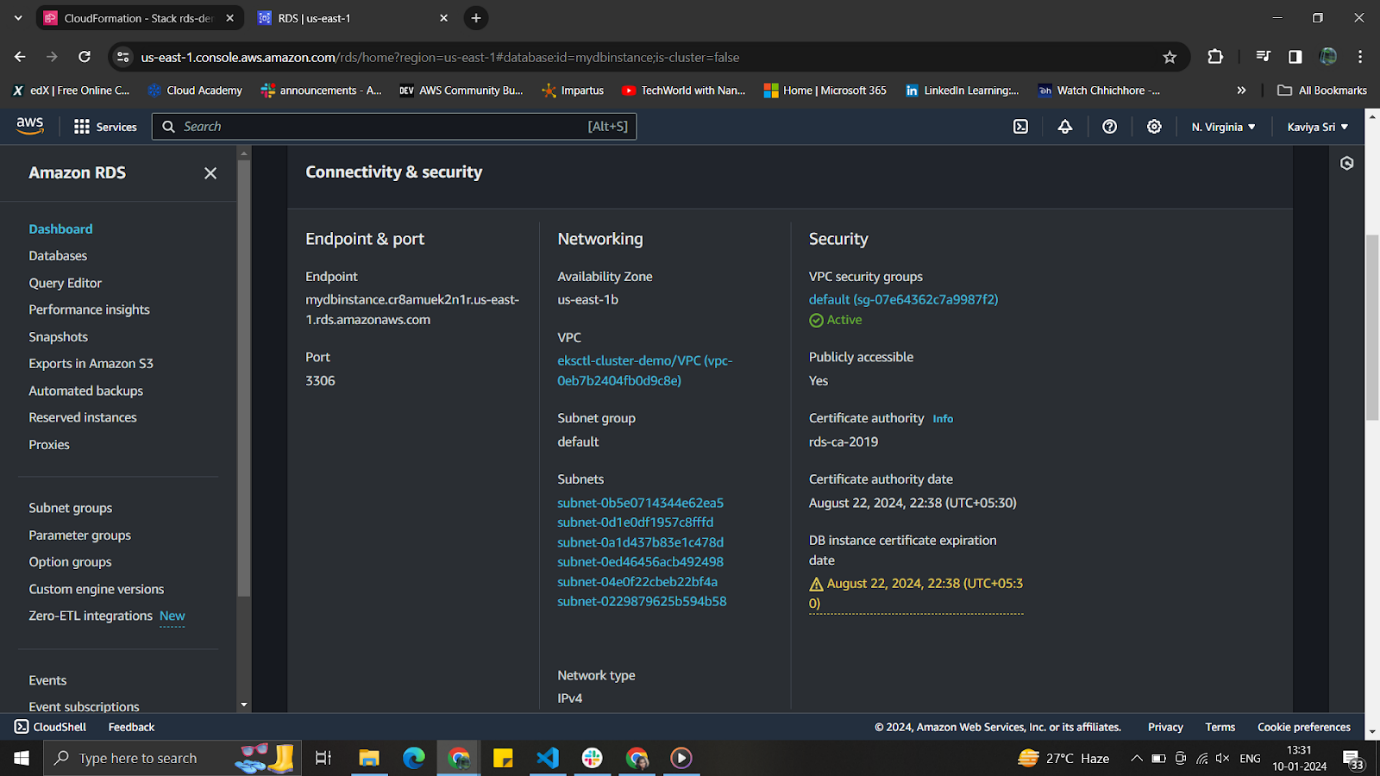 CloudFormation - Stack rds-der
RDS | us-east-1
us-east-1.console.aws.amazon.com/rds/home?region=us-east-1#database:id=mydbinstance;is-cluster=false
edX | Free Online C...
Cloud Academy
announcements - A...
DEV AWS Community Bu...
Impartus
TechWorld with Nan...
Home | Microsoft 365
LinkedIn Learning:...
Watch Chhichhore -...
All Bookmarks
aws
Services
Search
[Alt+S]
N. Virginia
Kaviya Sri
Amazon RDS
Dashboard
Databases
Query Editor
Performance insights
Snapshots
Exports in Amazon S3
Automated backups
Reserved instances
Proxies
Subnet groups
Parameter groups
Option groups
Custom engine versions
Zero-ETL integrations New
Events
Event subscriptions
Connectivity & security
Endpoint & port
Endpoint
mydbinstance.cr8amuek2n1r.us-east-
1.rds.amazonaws.com
Port
3306
Networking
Availability Zone
us-east-1b
VPC
eksctl-cluster-demo/VPC (vpc-
0eb7b2404fb0d9c8e)
Subnet group
default
Subnets
subnet-0b5e0714344e62ea5
subnet-0d1e0df1957c8fffd
subnet-0a1d437b83e1c478d
subnet-0ed46456acb492498
subnet-04e0f22cbeb22bf4a
subnet-0229879625b594b58
Network type
IPv4
Security
VPC security groups
default (sg-07e64362c7a9987f2)
Active
Publicly accessible
Yes
Certificate authority Info
rds-ca-2019
Certificate authority date
August 22, 2024, 22:38 (UTC+05:30)
DB instance certificate expiration
date
August 22, 2024, 22:38 (UTC+05:3
0)
CloudShell
Feedback
© 2024, Amazon Web Services, Inc. or its affiliates.
Privacy
Terms
Cookie preferences
Type here to search
27°C Haze
ENG
13:31
10-01-2024
33